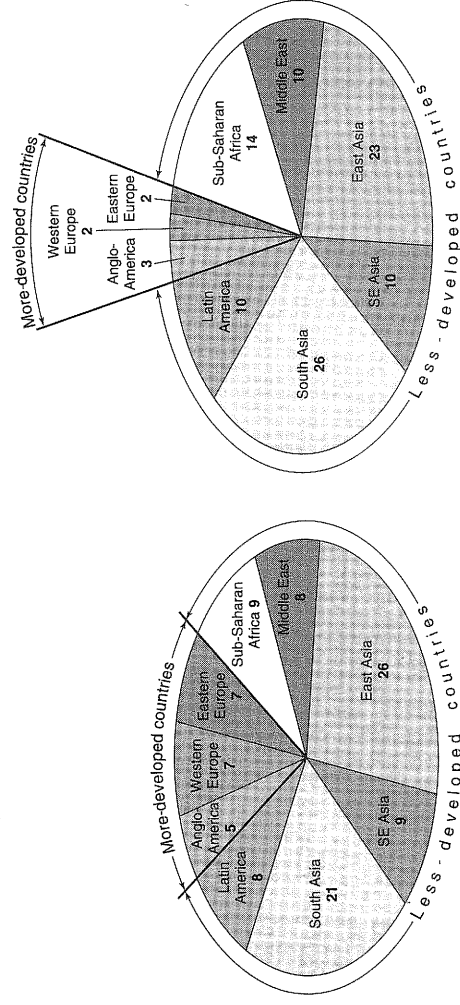 More-developed countries
Anglo-
America
5
Western
Europe
7
Eastern
Europe
7
Sub-Saharan
Africa 9
Middle East
8
East Asia
26
SE Asia
9
South Asia
21
Latin
America
8
Less-developed countries
More-developed countries
Western
Europe
2
Anglo-
America
3
Eastern
Europe
2
Sub-Saharan
Africa
14
Middle East
10
East Asia
23
SE Asia
10
South Asia
26
Latin
America
10
Less-developed countries